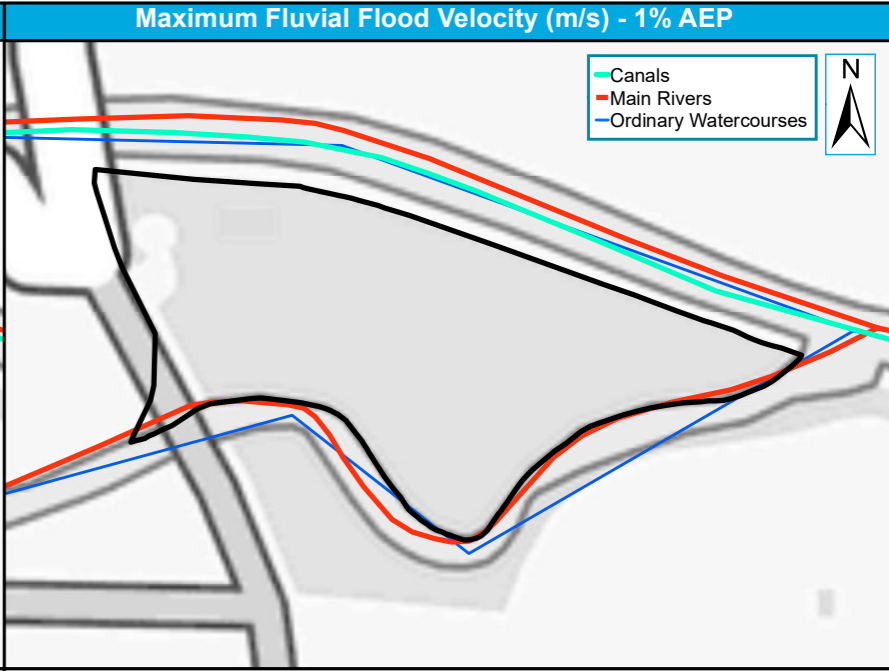 Maximum Fluvial Flood Velocity (m/s) - 1% AEP
Canals
Main Rivers
Ordinary Watercourses
N